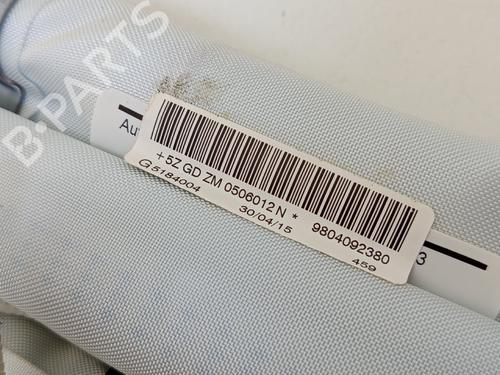 B-PARTS
Au
+ 5Z GD ZM 0506012 N *
G 5184004
30/04/15
9804092380
459
3